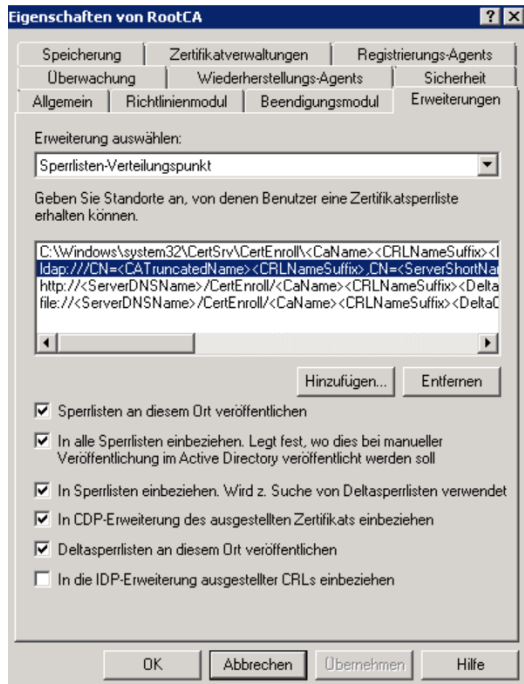 Eigenschaften von RootCA
Speicherung Zertifikatverwaltungen Registrierungs-Agents
Überwachung Wiederherstellungs-Agents Sicherheit
Allgemein Richtlinienmodul Beendigungsmodul Erweiterungen
Erweiterung auswählen:
Sperrlisten-Verteilungspunkt
Geben Sie Standorte an, von denen Benutzer eine Zertifikatsperrliste
erhalten können.
C:\Windows\system32\CertSrv\CertEnroll\<CaName><CRLNameSuffix><
ldap:///CN=<CATruncatedName><CRLNameSuffix>,CN=<ServerShortNa
http://<ServerDNSName>/CertEnroll/<CaName><CRLNameSuffix><Delta
file://<ServerDNSName>/CertEnroll/<CaName><CRLNameSuffix><Delta
Hinzufügen... Entfernen
Sperrlisten an diesem Ort veröffentlichen
In alle Sperrlisten einbeziehen. Legt fest, wo dies bei manueller
Veröffentlichung im Active Directory veröffentlicht werden soll
In Sperrlisten einbeziehen. Wird z. Suche von Deltasperrlisten verwendet
In CDP-Erweiterung des ausgestellten Zertifikats einbeziehen
Deltasperrlisten an diesem Ort veröffentlichen
In die IDP-Erweiterung ausgestellter CRLs einbeziehen
OK Abbrechen Übernehmen Hilfe